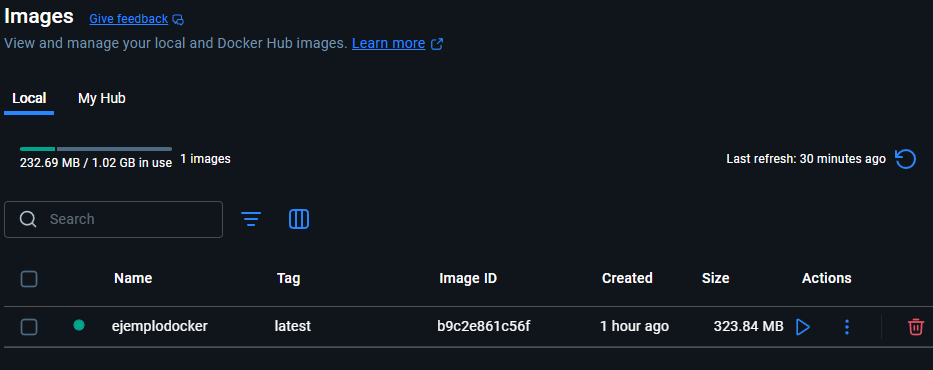 Images Give feedback
View and manage your local and Docker Hub images. Learn more
Local My Hub
232.69 MB / 1.02 GB in use 1 images Last refresh: 30 minutes ago
Search
Name Tag Image ID Created Size Actions
ejemplodocker latest b9c2e861c56f 1 hour ago 323.84 MB